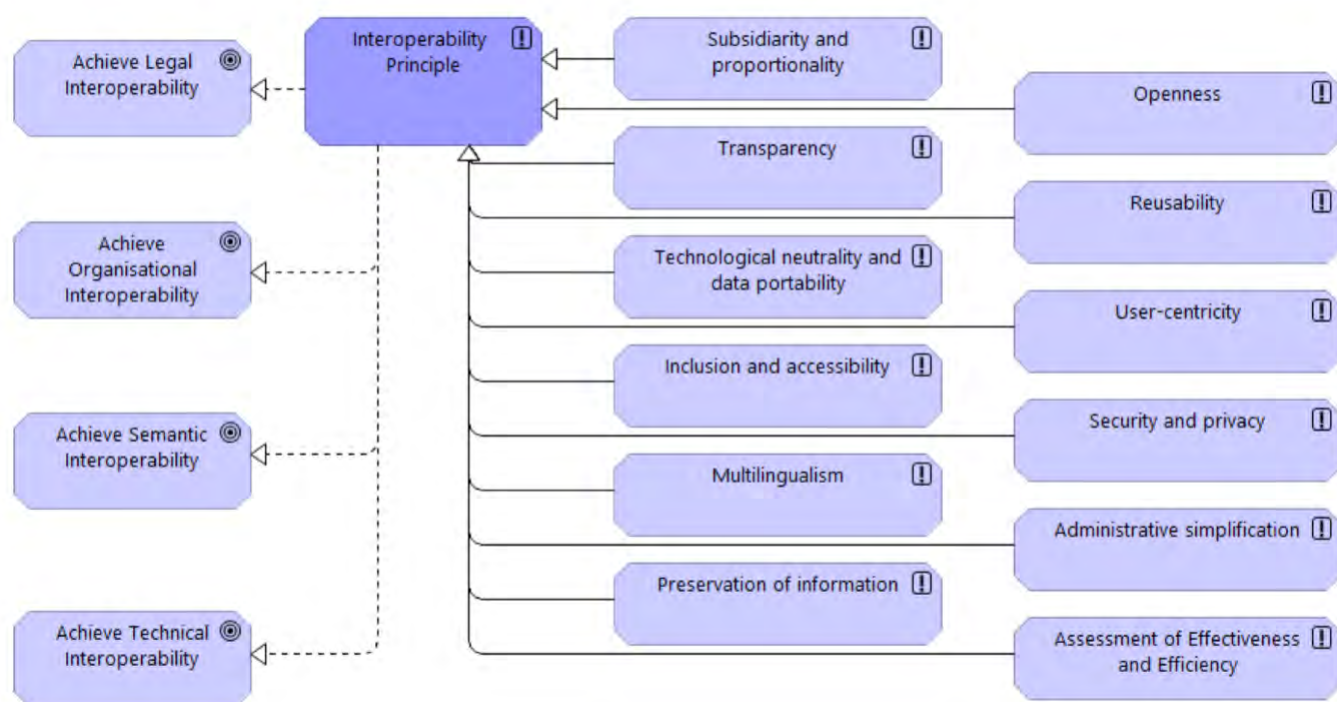 Achieve Legal
Interoperability
Interoperability
Principle
Subsidiarity and
proportionality
Openness
Transparency
Reusability
Achieve
Organisational
Interoperability
Technological neutrality and
data portability
User-centricity
Inclusion and accessibility
Achieve Semantic
Interoperability
Security and privacy
Multilingualism
Administrative simplification
Preservation of information
Achieve Technical
Interoperability
Assessment of Effectiveness
and Efficiency